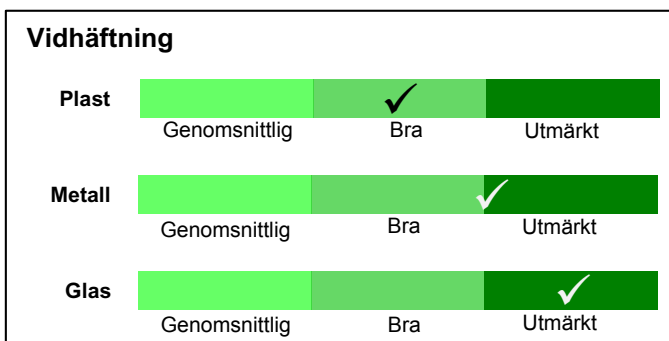 Vidhäftning
Plast
Genomsnittlig Bra Utmärkt
Metall
Genomsnittlig Bra Utmärkt
Glas
Genomsnittlig Bra Utmärkt